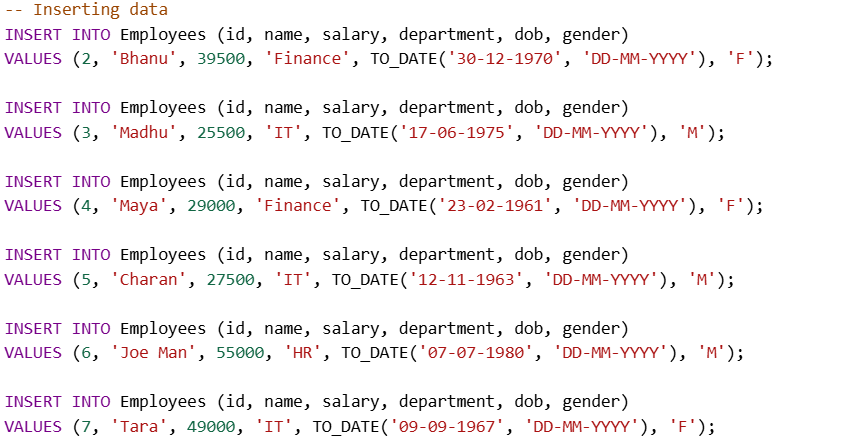 -- Inserting data
INSERT INTO Employees (id, name, salary, department, dob, gender)
VALUES (2, 'Bhanu', 39500, 'Finance', TO_DATE('30-12-1970', 'DD-MM-YYYY'), 'F');
INSERT INTO Employees (id, name, salary, department, dob, gender)
VALUES (3, 'Madhu', 25500, 'IT', TO_DATE('17-06-1975', 'DD-MM-YYYY'), 'M');
INSERT INTO Employees (id, name, salary, department, dob, gender)
VALUES (4, 'Maya', 29000, 'Finance', TO_DATE('23-02-1961', 'DD-MM-YYYY'), 'F');
INSERT INTO Employees (id, name, salary, department, dob, gender)
VALUES (5, 'Charan', 27500, 'IT', TO_DATE('12-11-1963', 'DD-MM-YYYY'), 'M');
INSERT INTO Employees (id, name, salary, department, dob, gender)
VALUES (6, 'Joe Man', 55000, 'HR', TO_DATE('07-07-1980', 'DD-MM-YYYY'), 'M');
INSERT INTO Employees (id, name, salary, department, dob, gender)
VALUES (7, 'Tara', 49000, 'IT', TO_DATE('09-09-1967', 'DD-MM-YYYY'), 'F');